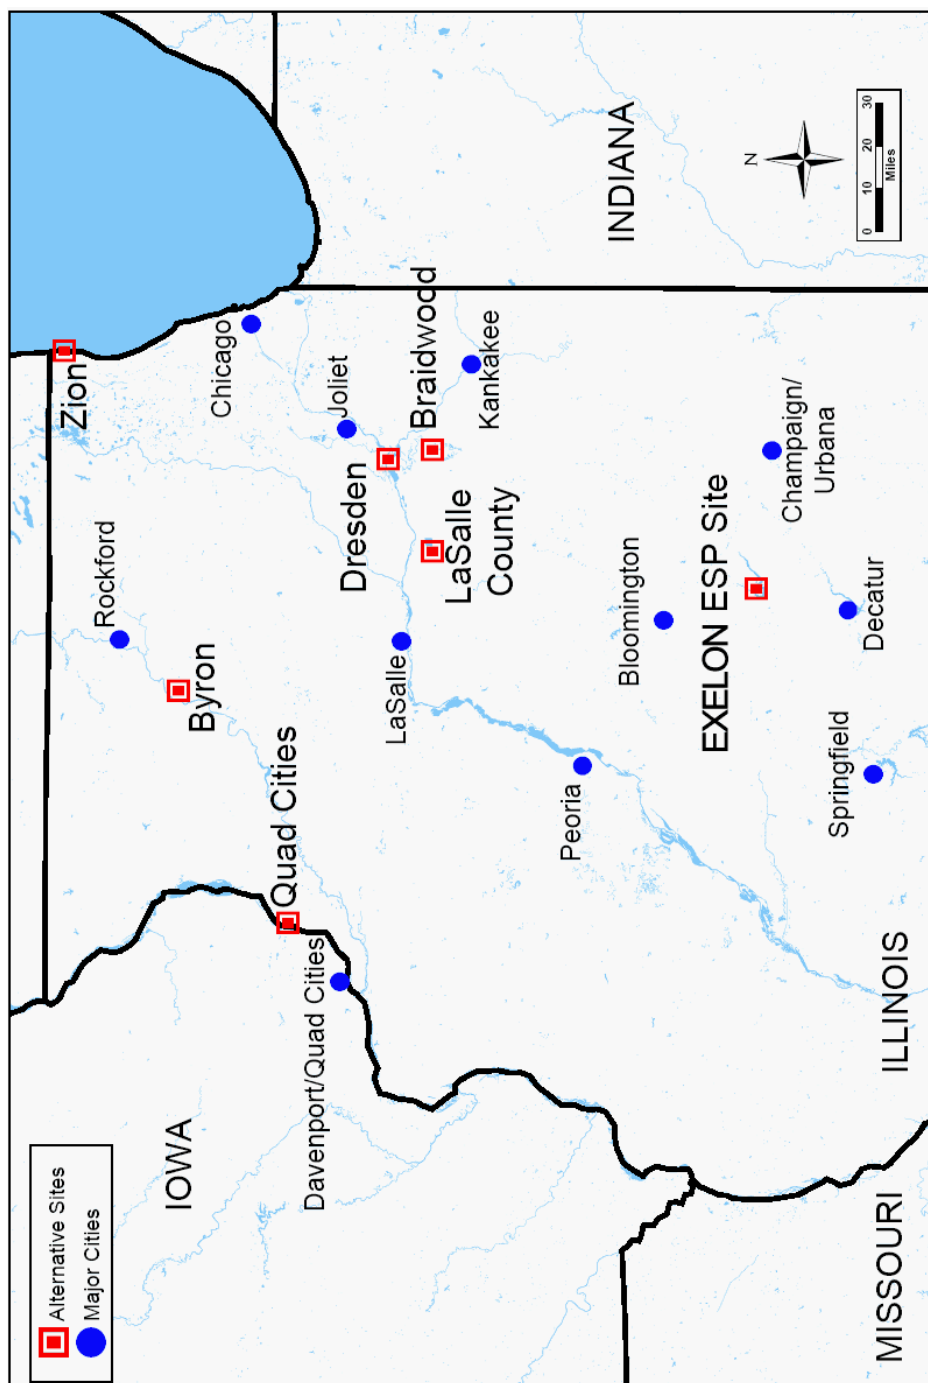 Alternative Sites
Major Cities
Zion
Rockford
Chicago
Byron
Quad Cities
IOWA
Davenport/Quad Cities
Joliet
Dresden
Braidwood
LaSalle
LaSalle
County
Kankakee
INDIANA
Peoria
Bloomington
EXELON ESP Site
Champaign/
Urbana
Decatur
Springfield
ILLINOIS
MISSOURI
N
0 10 20 30
Miles